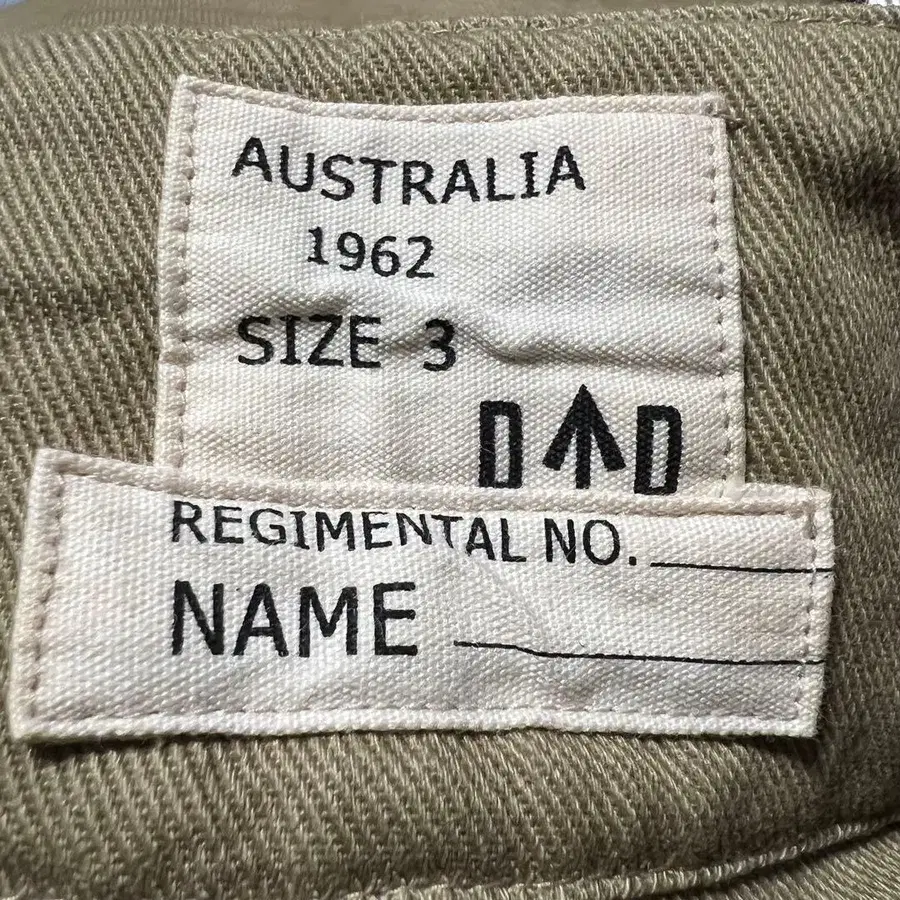 AUSTRALIA
1962
SIZE 3
D↑D
REGIMENTAL NO.
NAME